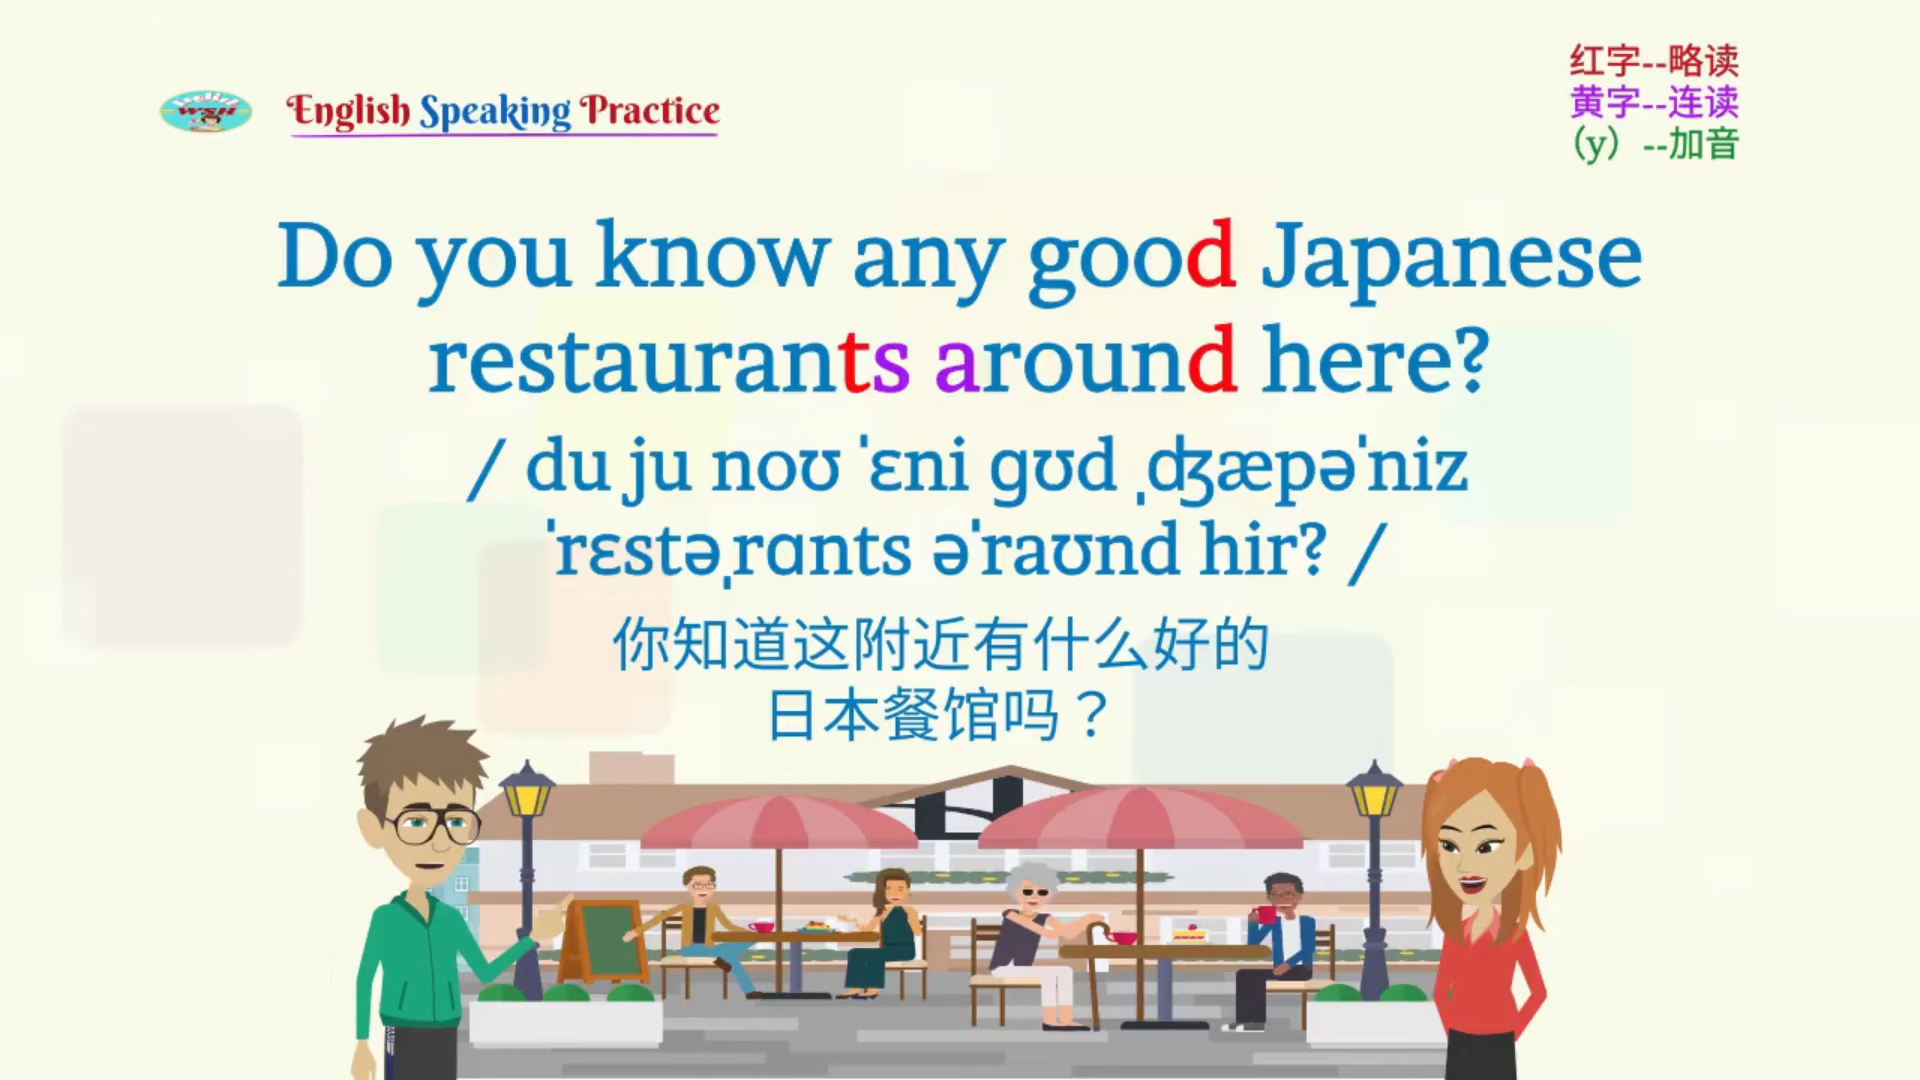 English Speaking Practice
红字--略读
黄字--连读
（y）--加音
Do you know any good Japanese
restaurants around here?
/ du ju noʊ ˈɛni ɡʊd ˌʤæpəˈniz
ˈrɛstəˌrɑnts əˈraʊnd hir? /
你知道这附近有什么好的
日本餐馆吗？